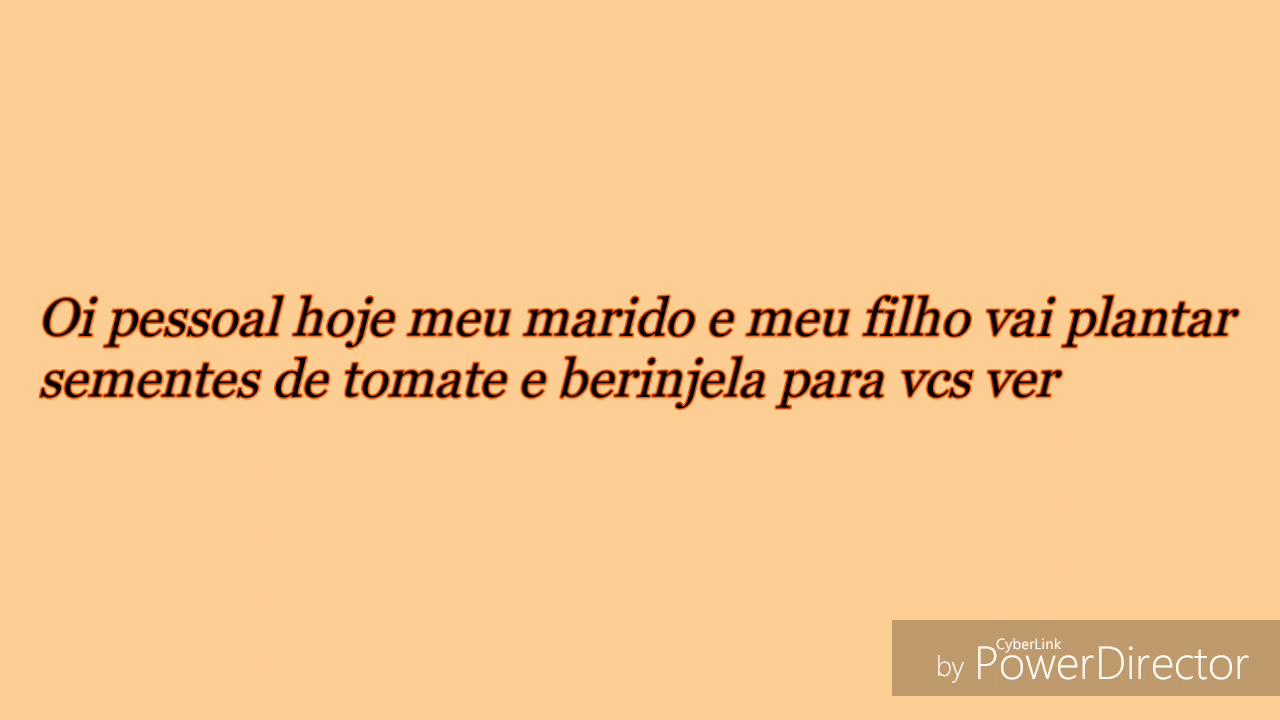 Oi pessoal hoje meu marido e meu filho vai plantar
sementes de tomate e berinjela para vcs ver
CyberLink
by PowerDirector